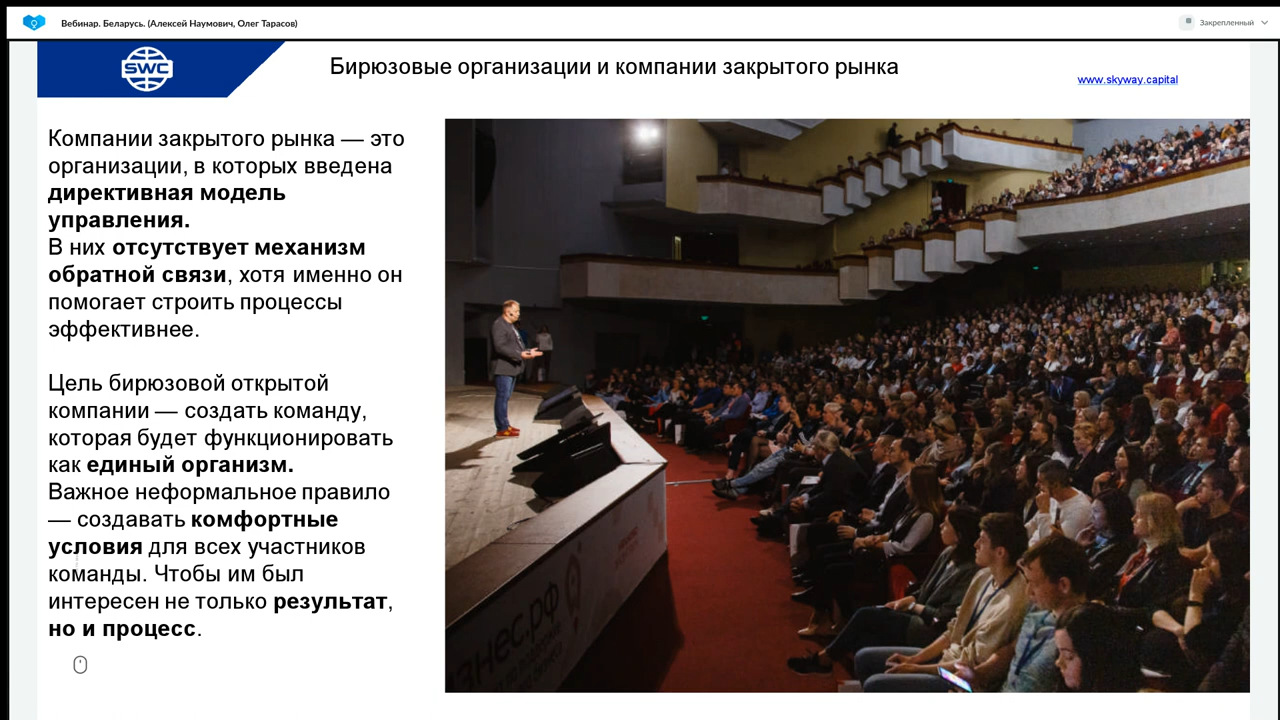 Вебинар. Беларусь. (Алексей Наумович, Олег Тарасов)
Закрепленный
SWC
Бирюзовые организации и компании закрытого рынка
www.skyway.capital
Компании закрытого рынка — это
организации, в которых введена
директивная модель
управления.
В них отсутствует механизм
обратной связи, хотя именно он
помогает строить процессы
эффективнее.
Цель бирюзовой открытой
компании — создать команду,
которая будет функционировать
как единый организм.
Важное неформальное правило
— создавать комфортные
условия для всех участников
команды. Чтобы им был
интересен не только результат,
но и процесс.
знес.рф